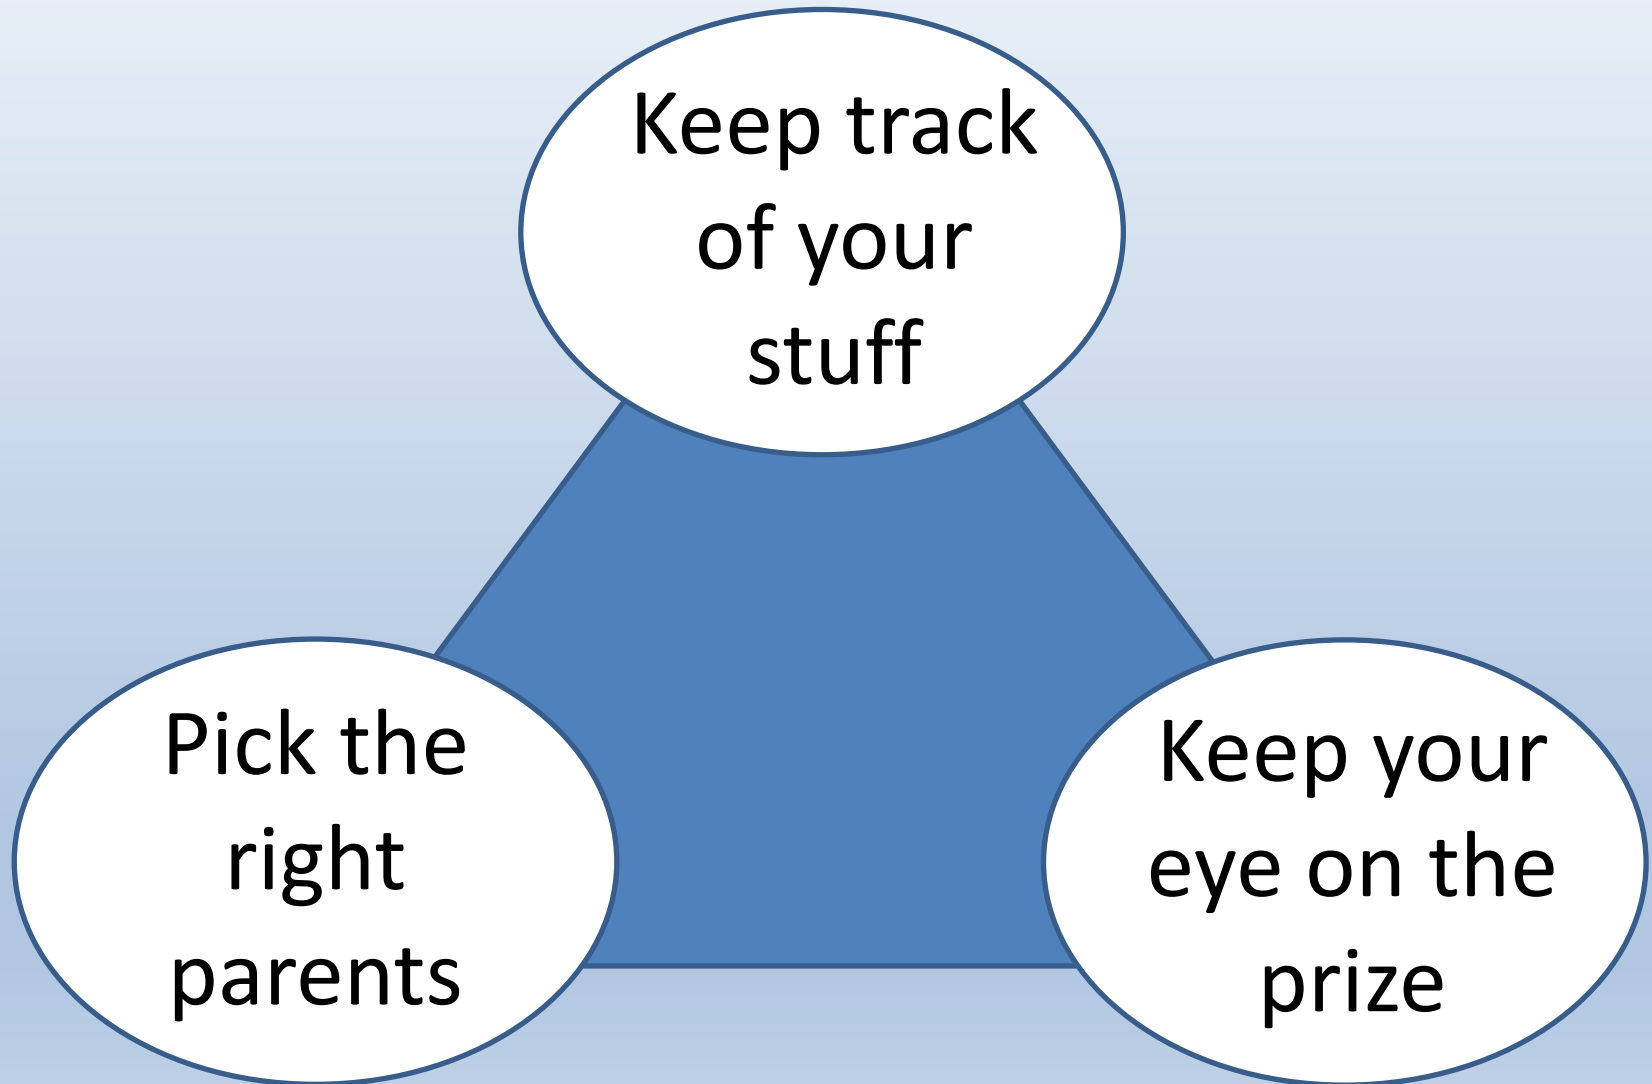 Keep track
of your
stuff
Pick the
right
parents
Keep your
eye on the
prize